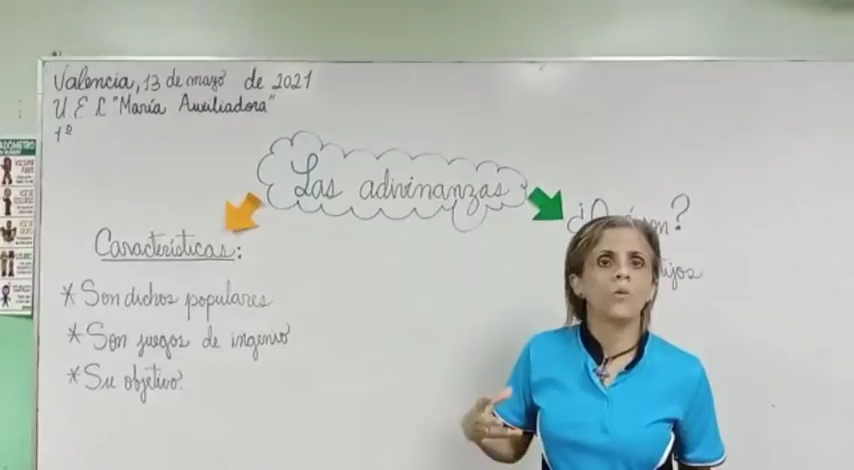 Valencia, 13 de mayo de 2021
U.E.C "María Auxiliadora"
1º
Las adivinanzas
Características:
* Son dichos populares
* Son juegos de ingenio
* Su objetivo: